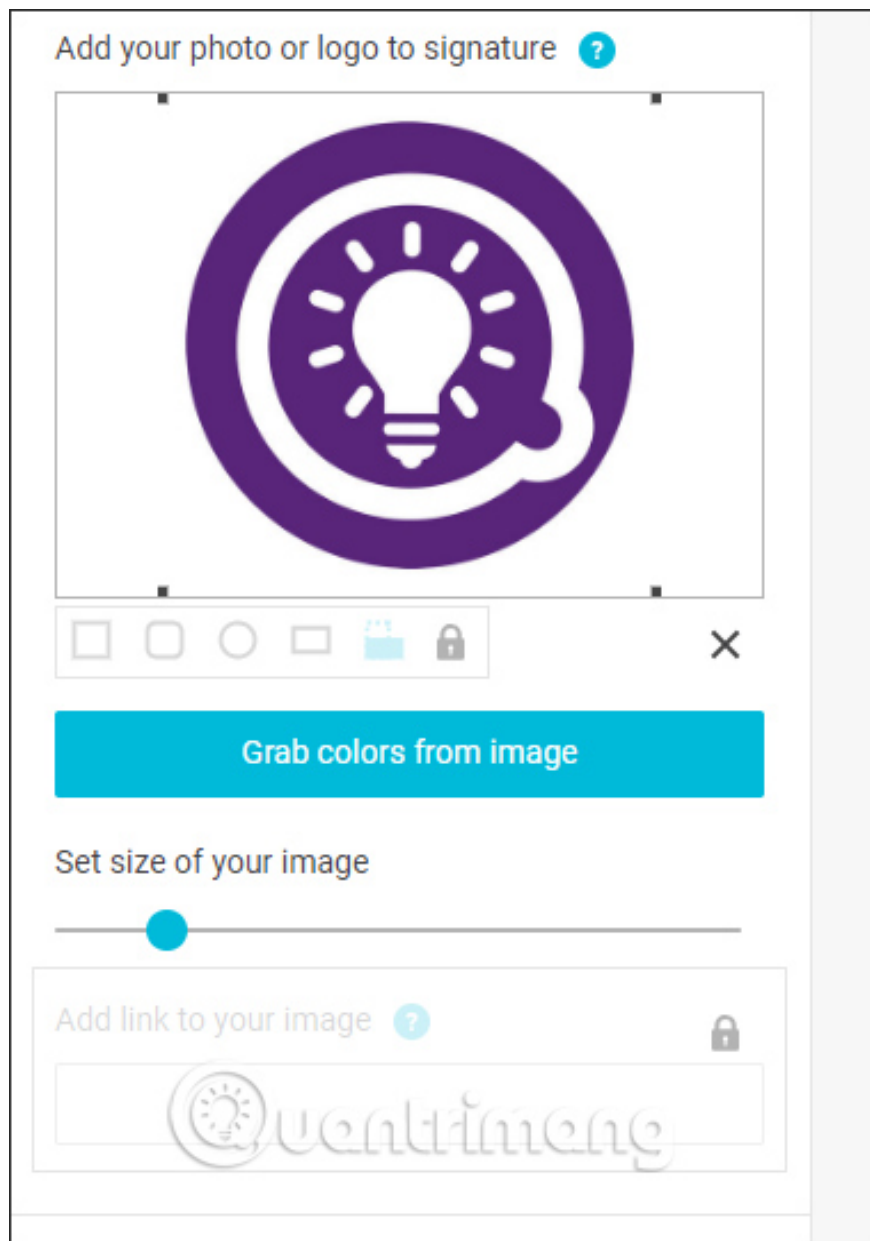 Add your photo or logo to signature ?
Grab colors from image
Set size of your image
Add link to your image ?
Quantrimang